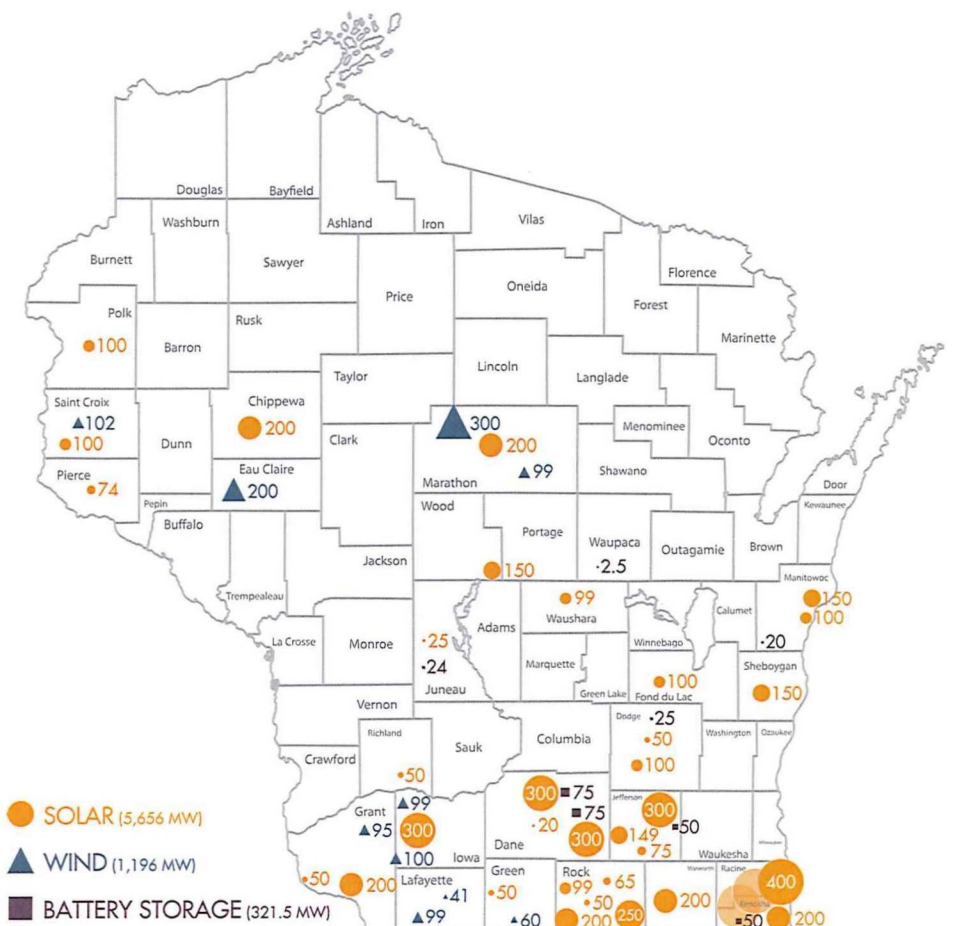 Douglas
Bayfield
Ashland
Iron
Vilas
Washburn
Burnett
Sawyer
Price
Oneida
Florence
Forest
Marinette
Polk
100
Barron
Rusk
Taylor
Lincoln
Langlade
Saint Croix
102
100
Dunn
Chippewa
200
Clark
300
200
99
Marathon
Menominee
Oconto
Shawano
Door
Kewaunee
Pierce
74
Pepin
Eau Claire
200
Buffalo
Wood
150
Portage
Waupaca
2.5
Outagamie
Brown
Jackson
Trempealeau
Manitowoc
150
100
La Crosse
Monroe
25
24
Juneau
Adams
99
Waushara
Winnebago
Calumet
20
Marquette
Green Lake
100
Fond du Lac
Sheboygan
150
Vernon
Richland
50
Sauk
Columbia
Dodge
25
50
100
Washington
Ozaukee
Crawford
Grant
95
50
200
99
300
100
Iowa
300
75
75
20
300
Dane
Jefferson
300
50
149
75
Waukesha
Milwaukee
Lafayette
41
99
Green
50
60
Rock
99
65
50
200
250
Walworth
200
Racine
400
Kenosha
50
200
SOLAR (5,656 MW)
WIND (1,196 MW)
BATTERY STORAGE (321.5 MW)